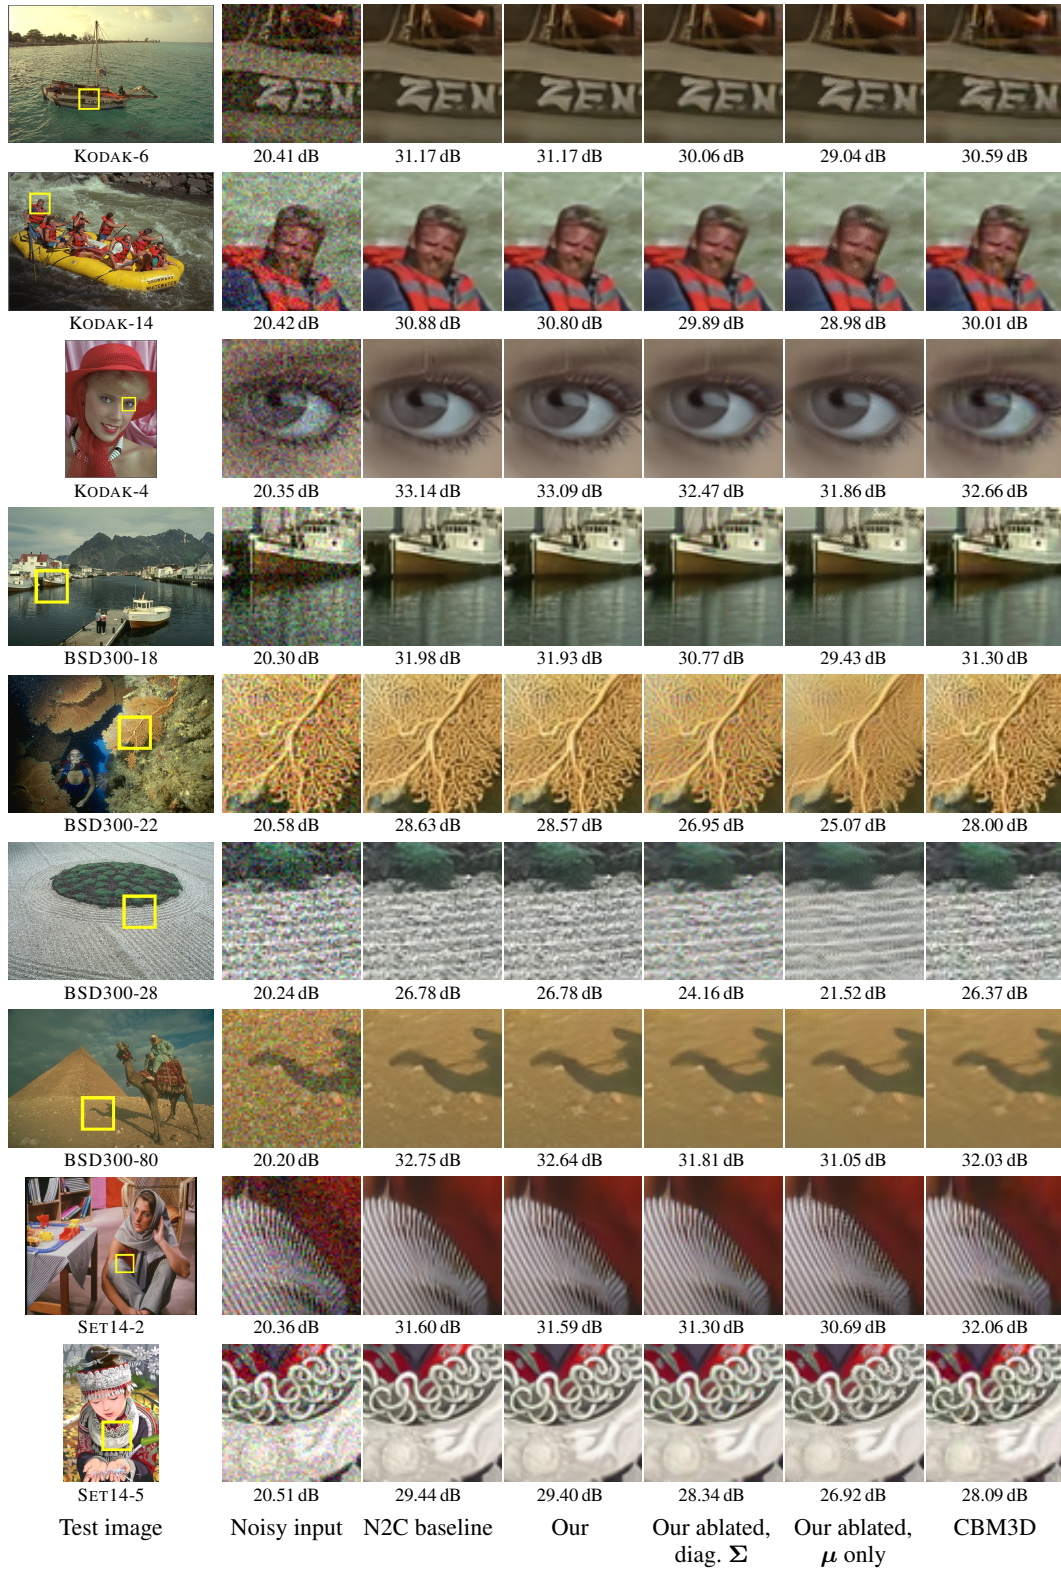 ZEN
KODAK-6
20.41 dB
31.17 dB
31.17 dB
30.06 dB
29.04 dB
30.59 dB
KODAK-14
20.42 dB
30.88 dB
30.80 dB
29.89 dB
28.98 dB
30.01 dB
KODAK-4
20.35 dB
33.14 dB
33.09 dB
32.47 dB
31.86 dB
32.66 dB
BSD300-18
20.30 dB
31.98 dB
31.93 dB
30.77 dB
29.43 dB
31.30 dB
BSD300-22
20.58 dB
28.63 dB
28.57 dB
26.95 dB
25.07 dB
28.00 dB
BSD300-28
20.24 dB
26.78 dB
26.78 dB
24.16 dB
21.52 dB
26.37 dB
BSD300-80
20.20 dB
32.75 dB
32.64 dB
31.81 dB
31.05 dB
32.03 dB
SET14-2
20.36 dB
31.60 dB
31.59 dB
31.30 dB
30.69 dB
32.06 dB
SET14-5
20.51 dB
29.44 dB
29.40 dB
28.34 dB
26.92 dB
28.09 dB
Test image
Noisy input
N2C baseline
Our
Our ablated,
diag. Σ
Our ablated,
μ only
CBM3D